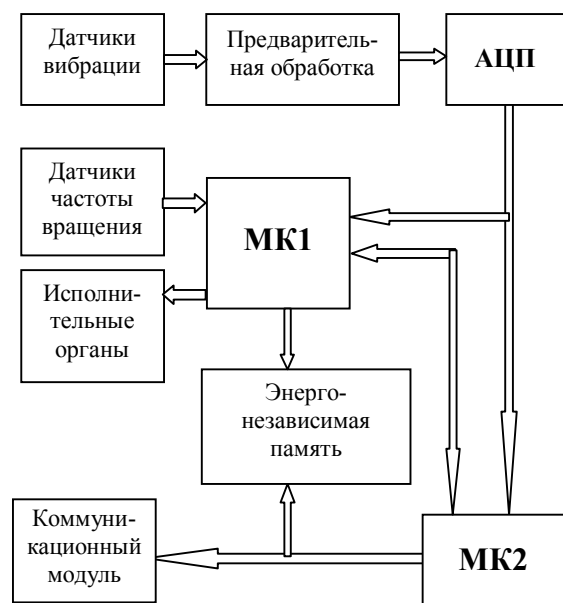 Датчики
вибрации
Предваритель-
ная обработка
АЦП
Датчики
частоты
вращения
МК1
Исполни-
тельные
органы
Энерго-
независимая
память
Коммуни-
кационный
модуль
МК2